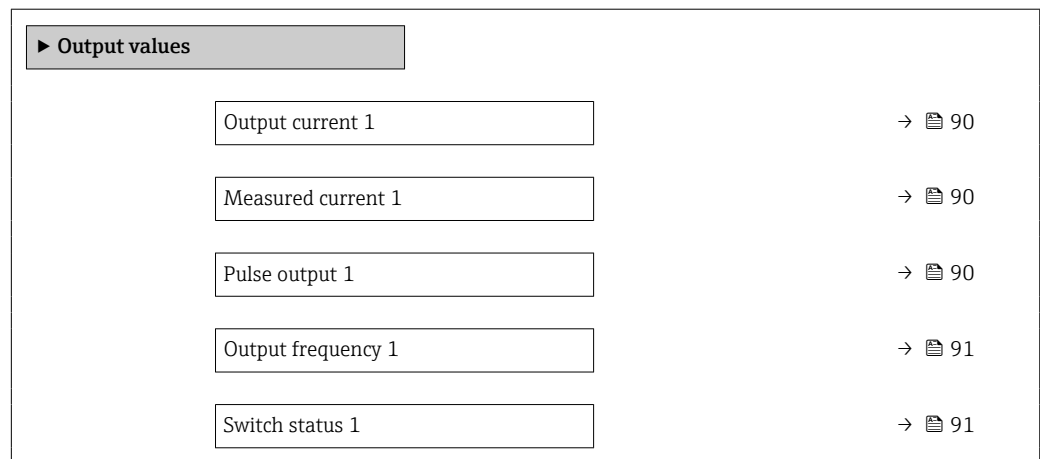 ▶ Output values
Output current 1 → 90
Measured current 1 → 90
Pulse output 1 → 90
Output frequency 1 → 91
Switch status 1 → 91